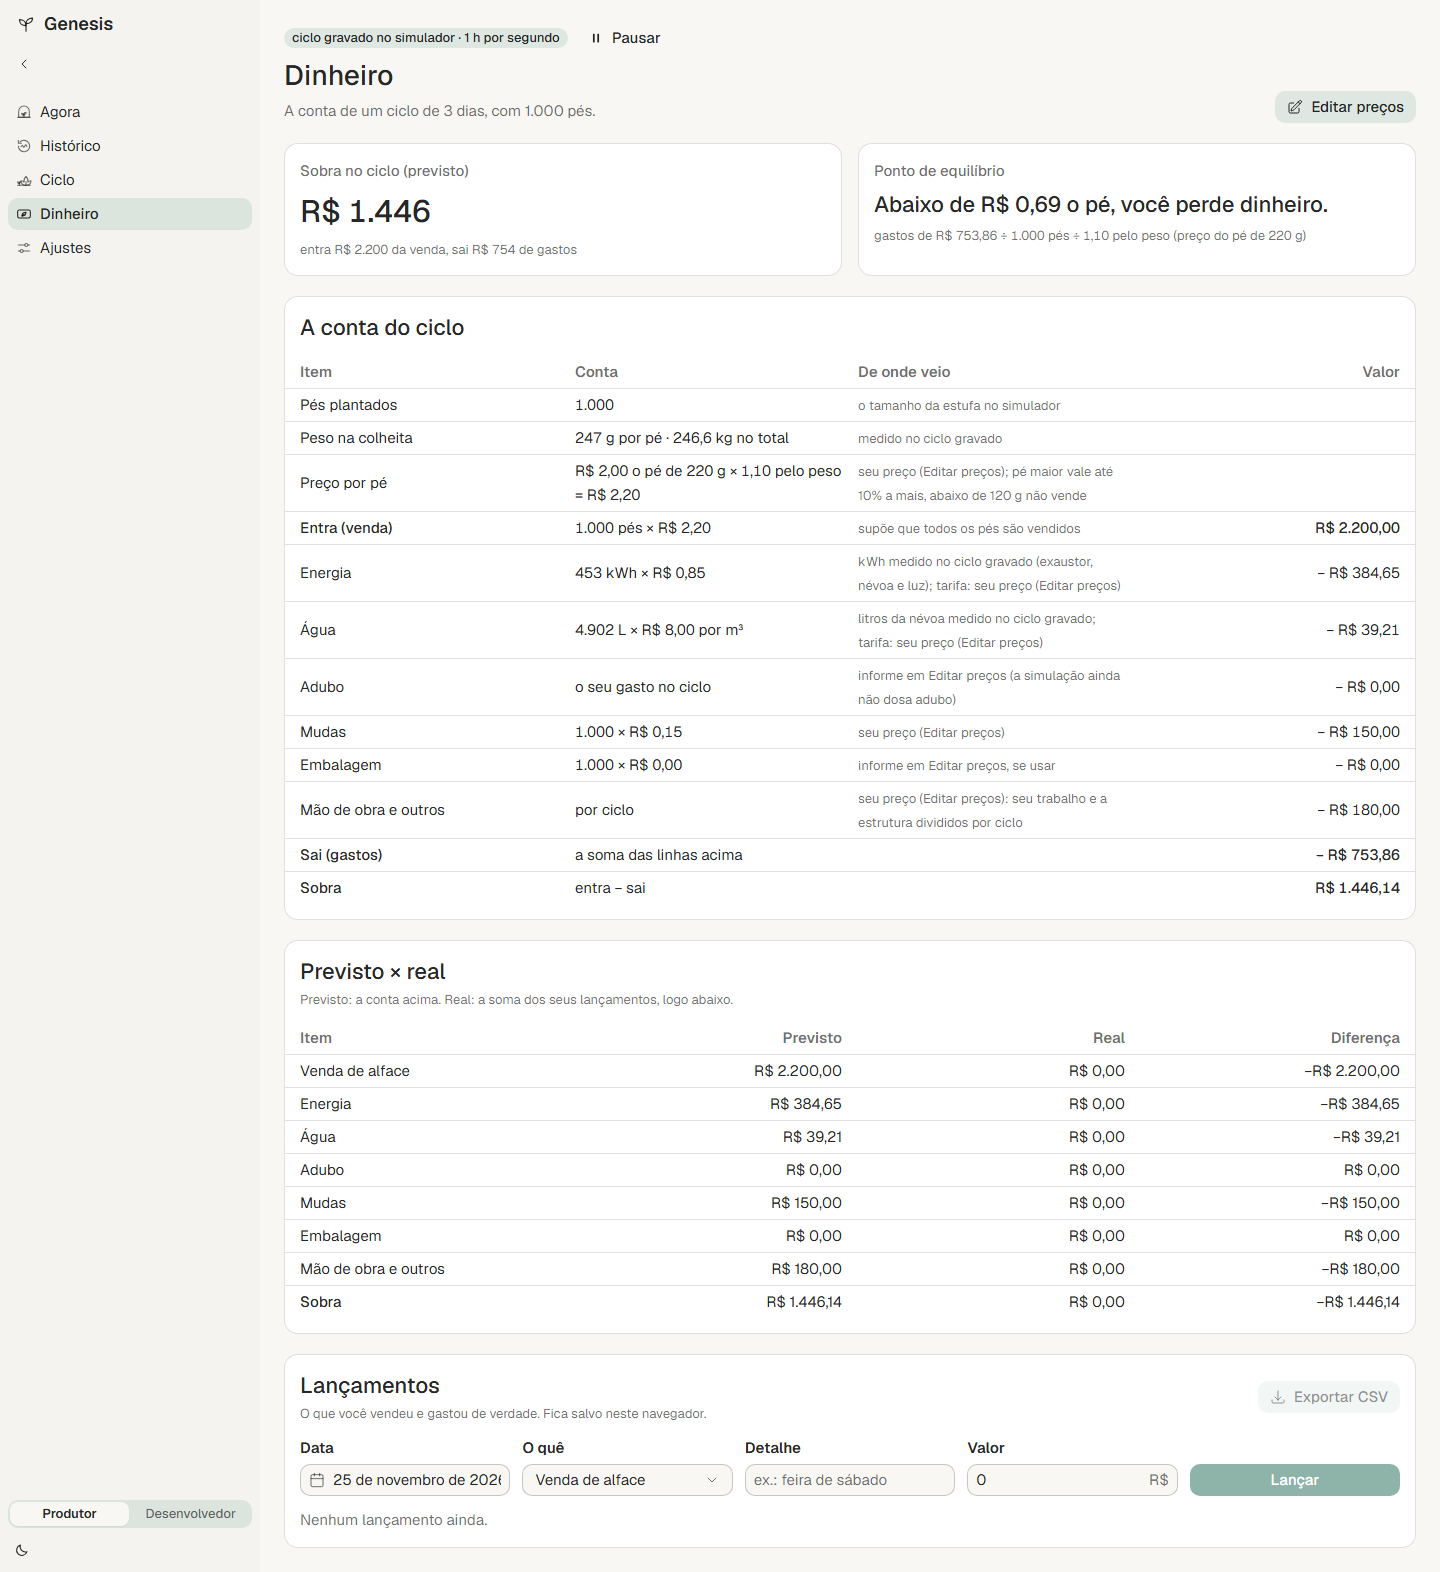 Genesis
Agora
Histórico
Ciclo
Dinheiro
Ajustes
Produtor Desenvolvedor
ciclo gravado no simulador · 1 h por segundo Pausar
Dinheiro
A conta de um ciclo de 3 dias, com 1.000 pés.
Editar preços
Sobra no ciclo (previsto)
R$ 1.446
entra R$ 2.200 da venda, sai R$ 754 de gastos
Ponto de equilíbrio
Abaixo de R$ 0,69 o pé, você perde dinheiro.
gastos de R$ 753,86 ÷ 1.000 pés ÷ 1,10 pelo peso (preço do pé de 220 g)
A conta do ciclo
Item Conta De onde veio Valor
Pés plantados 1.000 o tamanho da estufa no simulador
Peso na colheita 247 g por pé · 246,6 kg no total medido no ciclo gravado
Preço por pé R$ 2,00 o pé de 220 g × 1,10 pelo peso seu preço (Editar preços); pé maior vale até
= R$ 2,20 10% a mais, abaixo de 120 g não vende
Entra (venda) 1.000 pés × R$ 2,20 supõe que todos os pés são vendidos R$ 2.200,00
Energia 453 kWh × R$ 0,85 kWh medido no ciclo gravado (exaustor, − R$ 384,65
névoa e luz); tarifa: seu preço (Editar preços)
Água 4.902 L × R$ 8,00 por m³ litros da névoa medido no ciclo gravado; − R$ 39,21
tarifa: seu preço (Editar preços)
Adubo o seu gasto no ciclo informe em Editar preços (a simulação ainda − R$ 0,00
não dosa adubo)
Mudas 1.000 × R$ 0,15 seu preço (Editar preços) − R$ 150,00
Embalagem 1.000 × R$ 0,00 informe em Editar preços, se usar − R$ 0,00
Mão de obra e outros por ciclo seu preço (Editar preços): seu trabalho e a − R$ 180,00
estrutura divididos por ciclo
Sai (gastos) a soma das linhas acima − R$ 753,86
Sobra entra − sai R$ 1.446,14
Previsto × real
Previsto: a conta acima. Real: a soma dos seus lançamentos, logo abaixo.
Item Previsto Real Diferença
Venda de alface R$ 2.200,00 R$ 0,00 −R$ 2.200,00
Energia R$ 384,65 R$ 0,00 −R$ 384,65
Água R$ 39,21 R$ 0,00 −R$ 39,21
Adubo R$ 0,00 R$ 0,00 R$ 0,00
Mudas R$ 150,00 R$ 0,00 −R$ 150,00
Embalagem R$ 0,00 R$ 0,00 R$ 0,00
Mão de obra e outros R$ 180,00 R$ 0,00 −R$ 180,00
Sobra R$ 1.446,14 R$ 0,00 −R$ 1.446,14
Lançamentos
O que você vendeu e gastou de verdade. Fica salvo neste navegador.
Exportar CSV
Data O quê Detalhe Valor
25 de novembro de 2026 Venda de alface ex.: feira de sábado 0 R$ Lançar
Nenhum lançamento ainda.